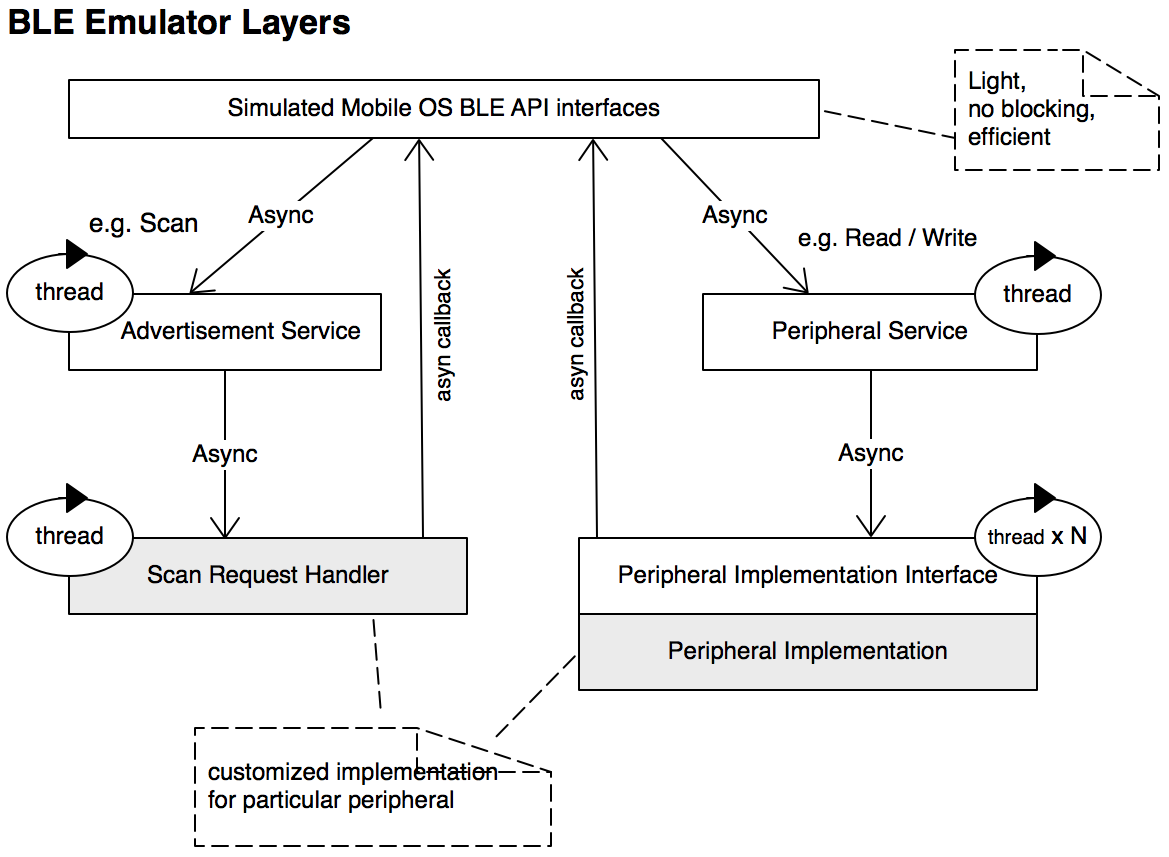 BLE Emulator Layers
Light,
no blocking,
efficient
Simulated Mobile OS BLE API interfaces
e.g. Scan
Async
Async
e.g. Read / Write
thread
Advertisement Service
asyn callback
asyn callback
Peripheral Service
thread
Async
Async
thread
Scan Request Handler
Peripheral Implementation Interface
thread x N
Peripheral Implementation
customized implementation
for particular peripheral